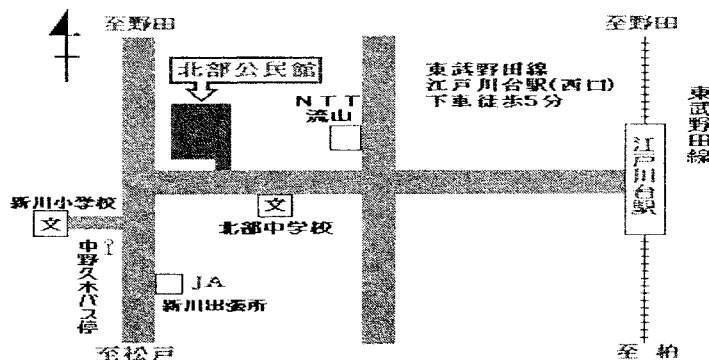 至野田
至野田
北部公民館
東武野田線
江戸川台駅(西口)
下車徒歩5分
NTT
流山
東武野田線
江戸川台駅
新川小学校
文
文
北部中学校
中野久木バス停
JA
新川出張所
至松戸
至 柏